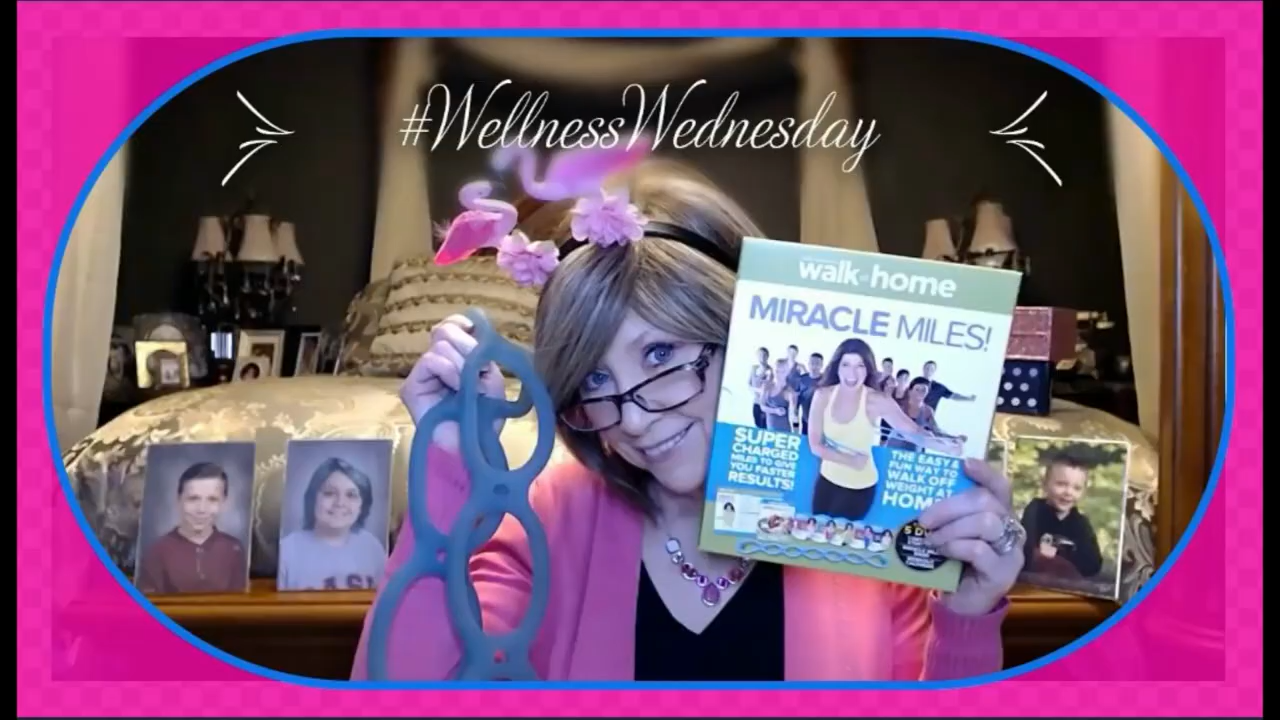 #WellnessWednesday
walk at home
MIRACLE MILES!
SUPER
CHARGED
MILES TO GIVE
YOU FASTER
RESULTS!
THE EASY &
FUN WAY TO
WALK OFF
WEIGHT AT
HOM